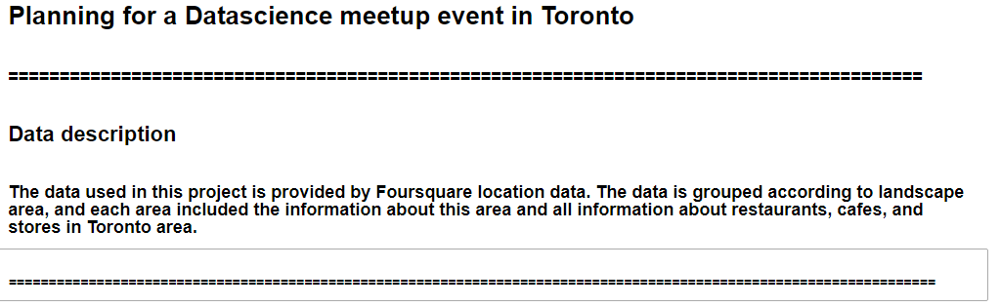 Planning for a Datascience meetup event in Toronto
=========================================================================================
Data description
The data used in this project is provided by Foursquare location data. The data is grouped according to landscape
area, and each area included the information about this area and all information about restaurants, cafes, and
stores in Toronto area.
====================================================================================================================